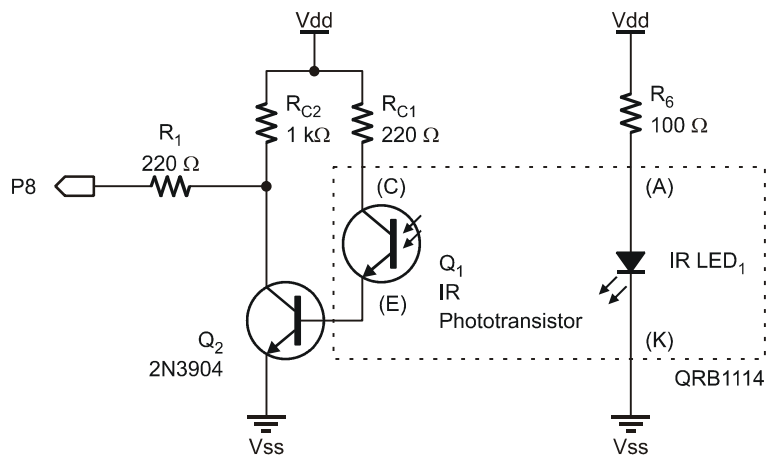 Vdd
Vdd
R1
220 Ω
RC2
1 kΩ
RC1
220 Ω
R6
100 Ω
P8
(C)
(A)
Q1
IR
Phototransistor
(E)
IR LED1
(K)
Q2
2N3904
QRB1114
Vss
Vss